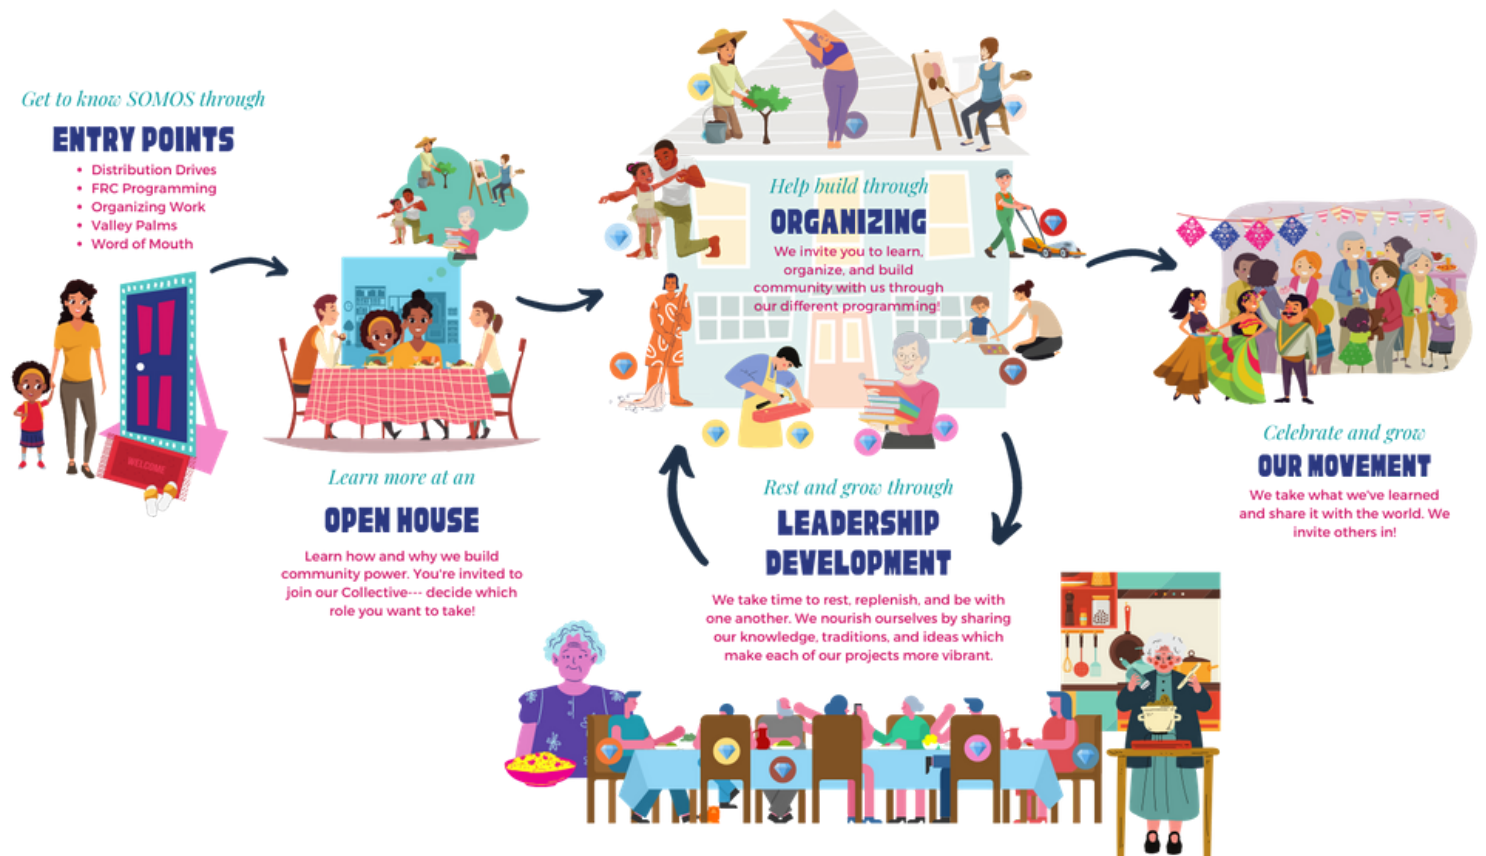 Get to know SOMOS through
ENTRY POINTS
• Distribution Drives
• FRC Programming
• Organizing Work
• Valley Palms
• Word of Mouth
WELCOME
Learn more at an
OPEN HOUSE
Learn how and why we build
community power. You're invited to
join our Collective--- decide which
role you want to take!
Help build through
ORGANIZING
We invite you to learn,
organize, and build
community with us through
our different programming!
Rest and grow through
LEADERSHIP
DEVELOPMENT
We take time to rest, replenish, and be with
one another. We nourish ourselves by sharing
our knowledge, traditions, and ideas which
make each of our projects more vibrant.
Celebrate and grow
OUR MOVEMENT
We take what we've learned
and share it with the world. We
invite others in!